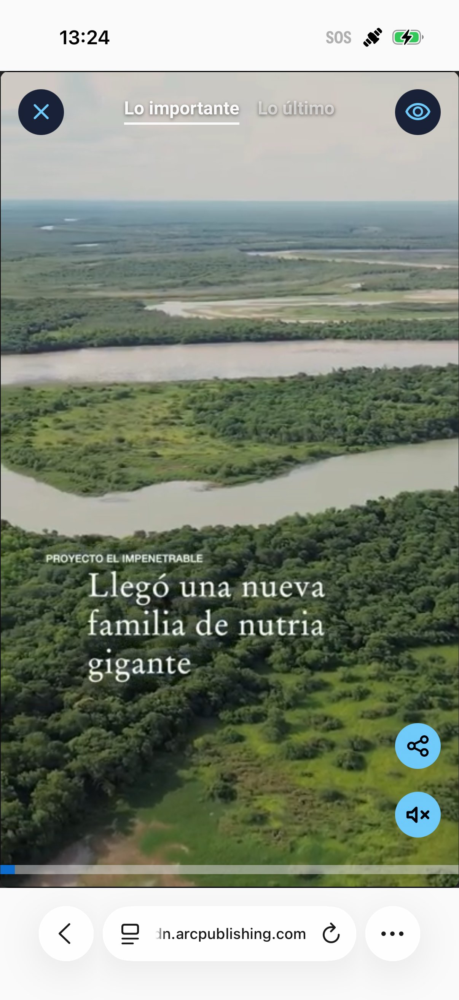 13:24 SOS
Lo importante Lo último
PROYECTO EL IMPENETRABLE
Llegó una nueva
familia de nutria
gigante
dn.arcpublishing.com